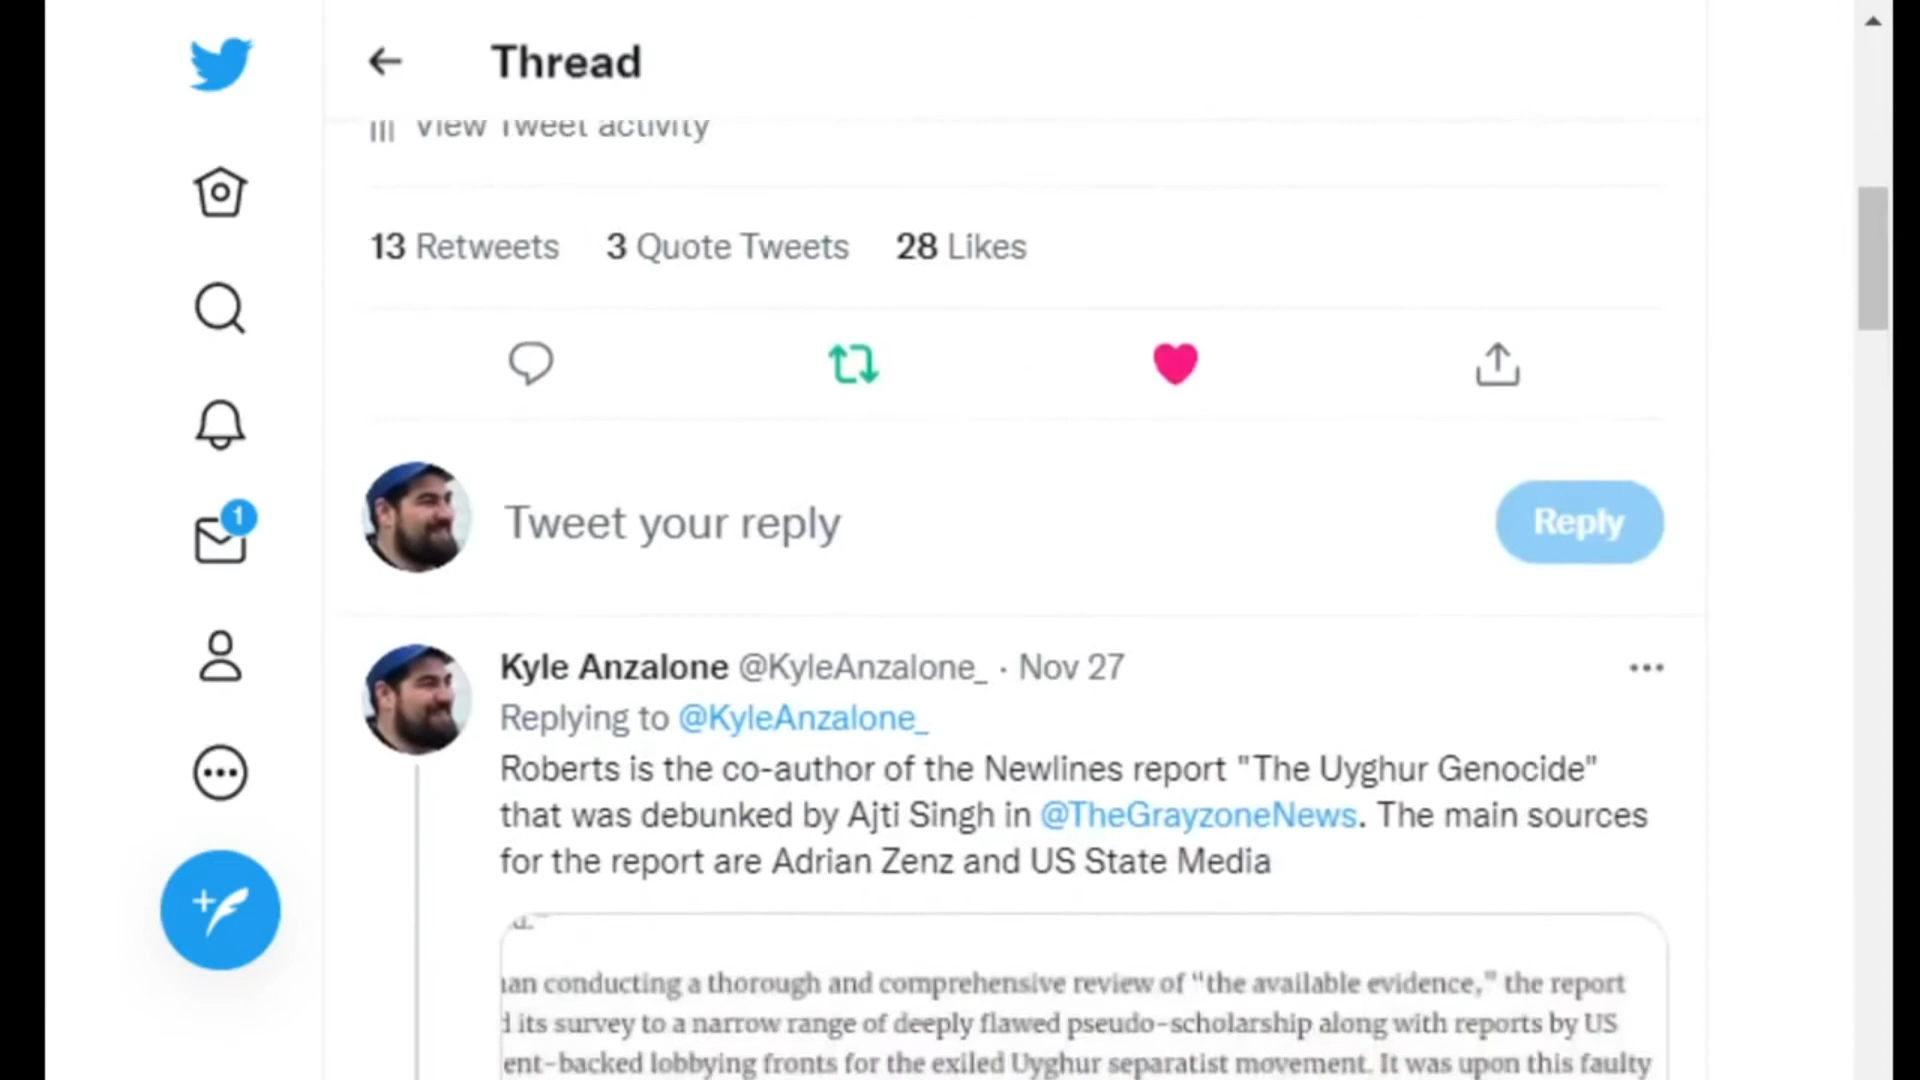 Thread
View Tweet activity
13 Retweets 3 Quote Tweets 28 Likes
Tweet your reply
Reply
1
Kyle Anzalone @KyleAnzalone_ · Nov 27
Replying to @KyleAnzalone_
Roberts is the co-author of the Newlines report "The Uyghur Genocide"
that was debunked by Ajti Singh in @TheGrayzoneNews. The main sources
for the report are Adrian Zenz and US State Media
conducting a thorough and comprehensive review of "the available evidence," the report
its survey to a narrow range of deeply flawed pseudo-scholarship along with reports by US
ent-backed lobbying fronts for the exiled Uyghur separatist movement. It was upon this faulty